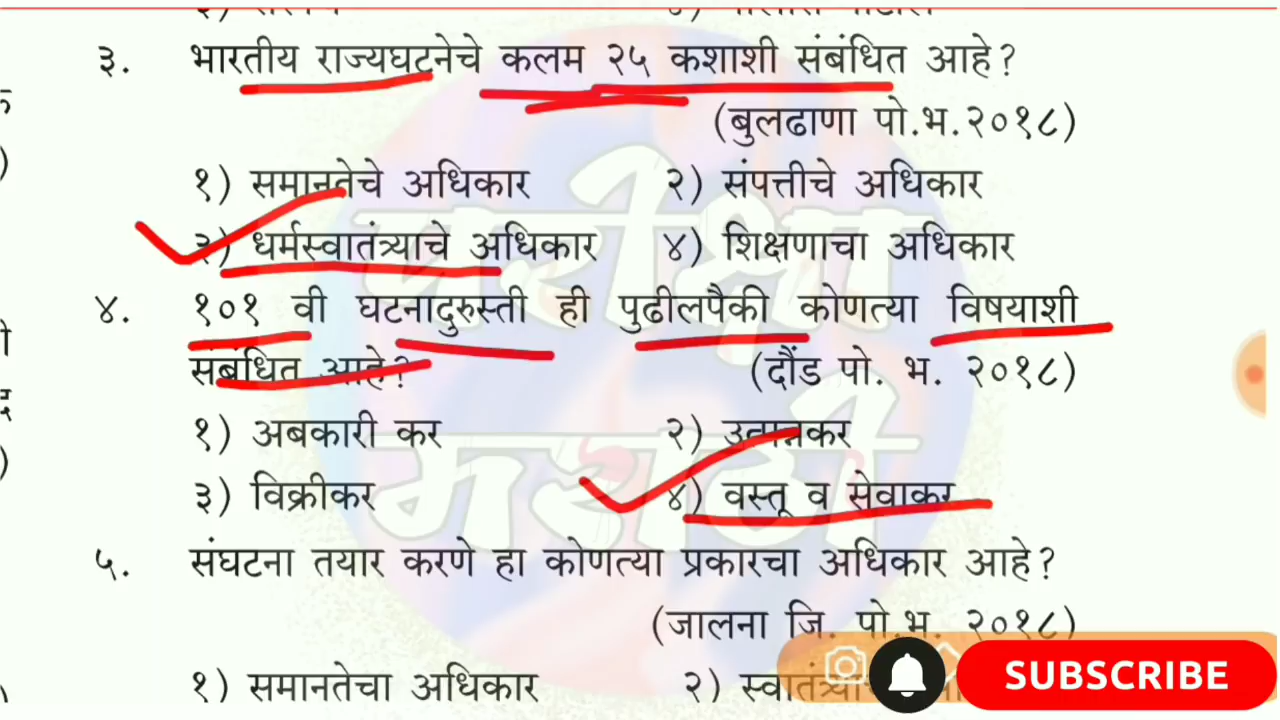 ३. भारतीय राज्यघटनेचे कलम २५ कशाशी संबंधित आहे?
(बुलढाणा पो.भ.२०१८)
१) समानतेचे अधिकार २) संपत्तीचे अधिकार
३) धर्मस्वातंत्र्याचे अधिकार ४) शिक्षणाचा अधिकार
४. १०१ वी घटनादुरुस्ती ही पुढीलपैकी कोणत्या विषयाशी
संबंधित आहे?
(दौंड पो. भ. २०१८)
१) अबकारी कर २) उत्पन्नकर
३) विक्रीकर ४) वस्तू व सेवाकर
५. संघटना तयार करणे हा कोणत्या प्रकारचा अधिकार आहे?
(जालना जि. पो.भ. २०१८)
१) समानतेचा अधिकार २)
SUBSCRIBE
परीक्षा
मराठी